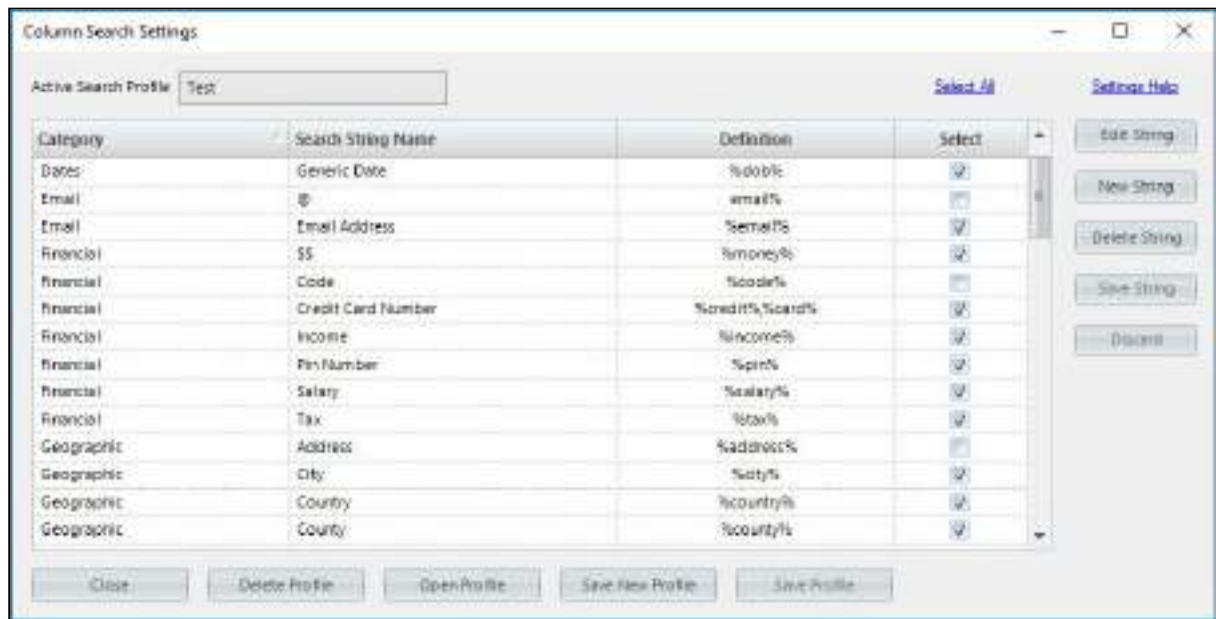 Column Search Settings
Active Search Profile Test Select All Settings Help
Category Search String Name Definition Select
Dates Generic Date %dob%
Email @ email%
Email Email Address %email%
Financial $$ %money%
Financial Code %code%
Financial Credit Card Number %credit%,%card%
Financial Income %income%
Financial Pin Number %pin%
Financial Salary %salary%
Financial Tax %tax%
Geographic Address %address%
Geographic City %city%
Geographic Country %country%
Geographic County %county%
Edit String
New String
Delete String
Save String
Discard
Close Delete Profile Open Profile Save New Profile Save Profile